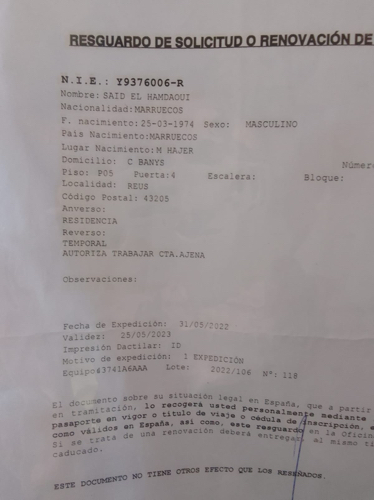 RESGUARDO DE SOLICITUD O RENOVACIÓN DE
N.I.E.: Y9376006-R
Nombre: SAID EL HAMDAOUI
Nacionalidad:MARRUECOS
F. nacimiento:25-03-1974 Sexo: MASCULINO
Pais Nacimiento:MARRUECOS
Lugar Nacimiento:M HAJER
Domicilio: C BANYS Númer
Piso: P05 Puerta:4 Escalera: Bloque:
Localidad: REUS
Código Postal: 43205
Anverso:
RESIDENCIA
Reverso:
TEMPORAL
AUTORIZA TRABAJAR CTA.AJENA
Observaciones:
Fecha de Expedición: 31/05/2022
Validez: 25/05/2023
Impresión Dactilar: ID
Motivo de expedición: 1 EXPEDICIÓN
Equipo#3741A6AAA Lote: 2022/106 Nº: 118
El documento sobre su situación legal en España, que a partir
en tramitación, lo recogerá usted personalmente mediante
pasaporte en vigor o título de viaje o cédula de inscripción,
como válidos en España, así como, este resguardo en la Oficina
Si se trata de una renovación deberá entregar al mismo ti
caducado.
ESTE DOCUMENTO NO TIENE OTROS EFECTO QUE LOS RESEÑADOS.